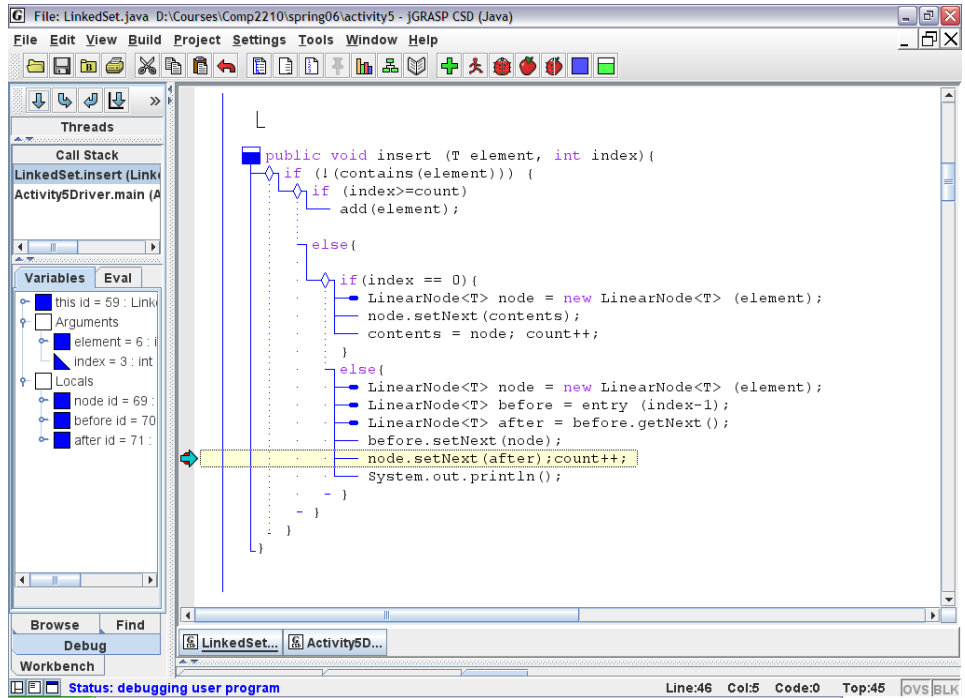 File: LinkedSet.java D:\Courses\Comp2210\spring06\activity5 - jGRASP CSD (Java)
File Edit View Build Project Settings Tools Window Help
Threads
Call Stack
LinkedSet.insert (Link
Activity5Driver.main (A
Variables Eval
this id = 59 : Link
Arguments
element = 6 : i
index = 3 : int
Locals
node id = 69 :
before id = 70
after id = 71 :
Browse Find
Debug
Workbench
public void insert (T element, int index){
if (!(contains(element))) {
if (index>=count)
add(element);
else{
if(index == 0){
LinearNode<T> node = new LinearNode<T> (element);
node.setNext(contents);
contents = node; count++;
}
else{
LinearNode<T> node = new LinearNode<T> (element);
LinearNode<T> before = entry (index-1);
LinearNode<T> after = before.getNext();
before.setNext(node);
node.setNext(after);count++;
System.out.println();
}
}
}
}
LinkedSet... Activity5D...
Status: debugging user program Line:46 Col:5 Code:0 Top:45 OVS BLK